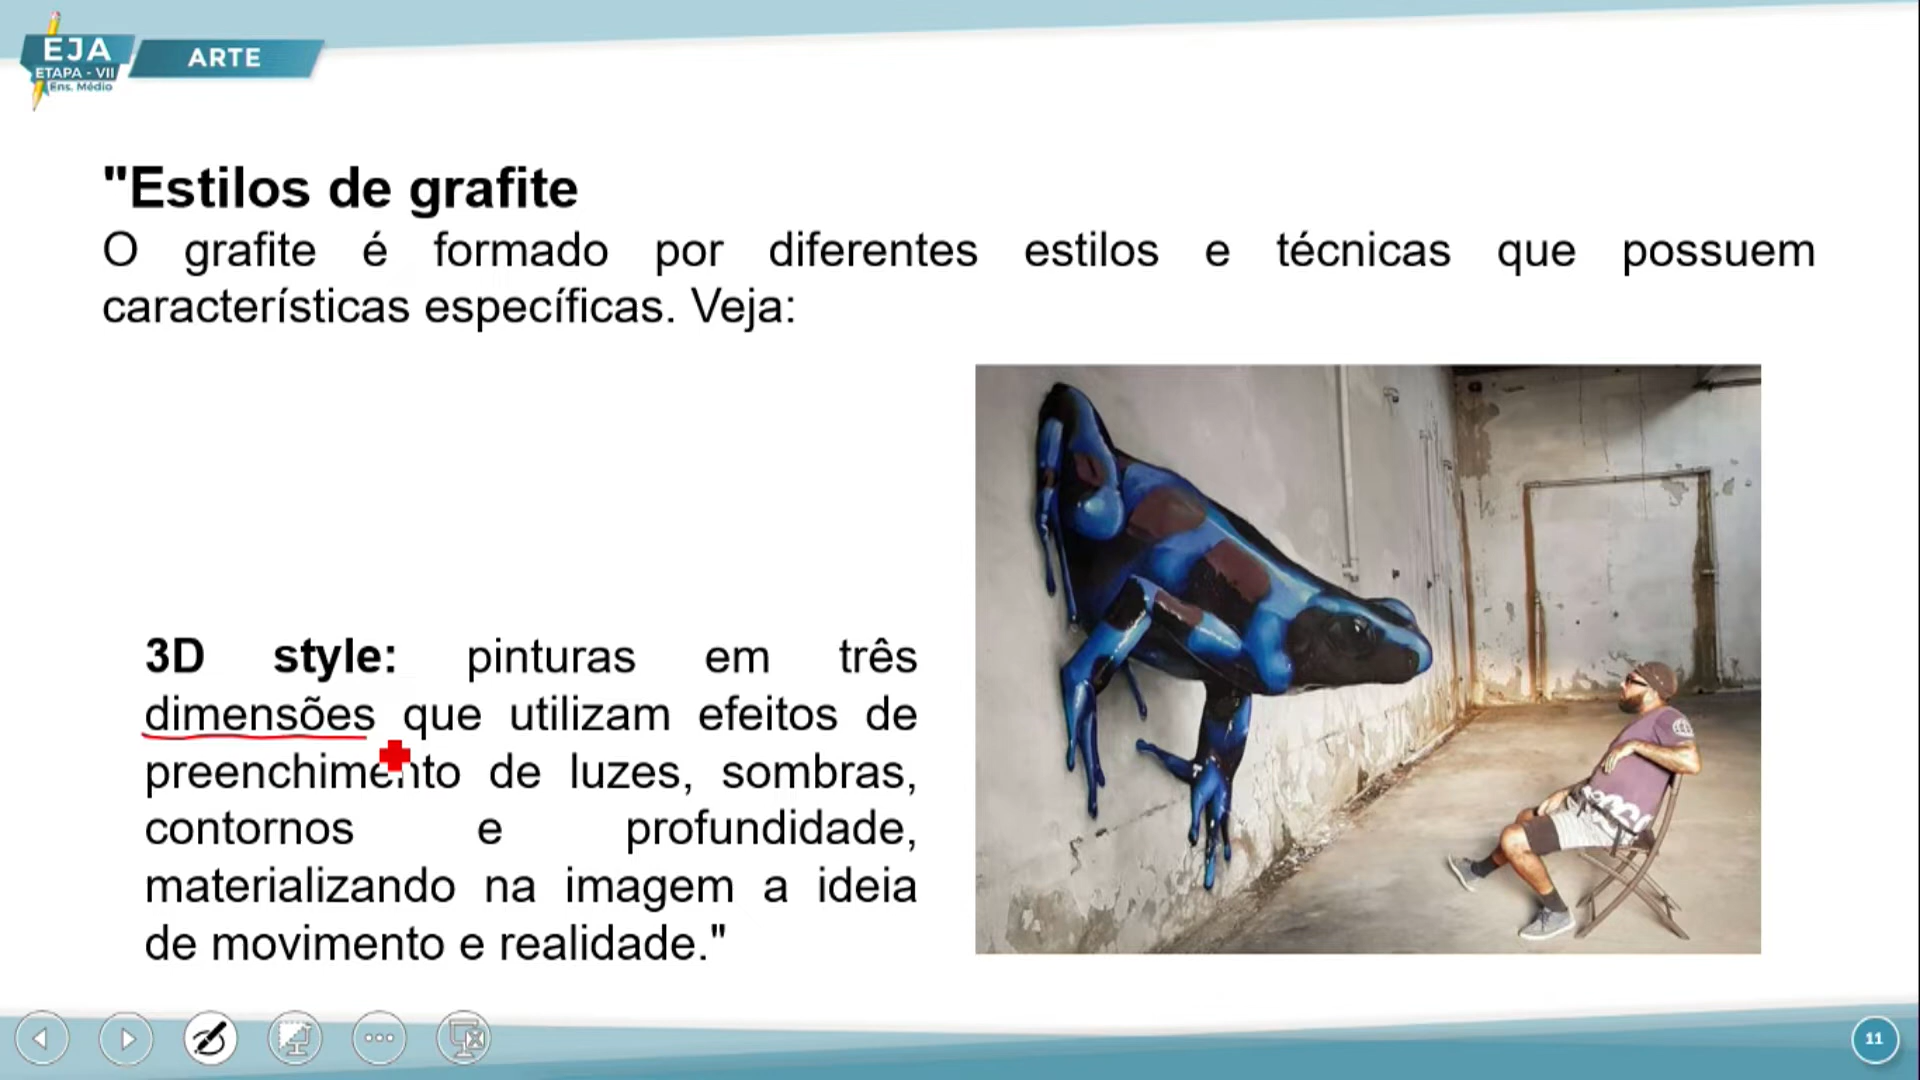 EJA
ETAPA - VII
Ens. Médio
ARTE
"Estilos de grafite
O grafite é formado por diferentes estilos e técnicas que possuem
características específicas. Veja:
3D style: pinturas em três
dimensões que utilizam efeitos de
preenchimento de luzes, sombras,
contornos e profundidade,
materializando na imagem a ideia
de movimento e realidade."
11